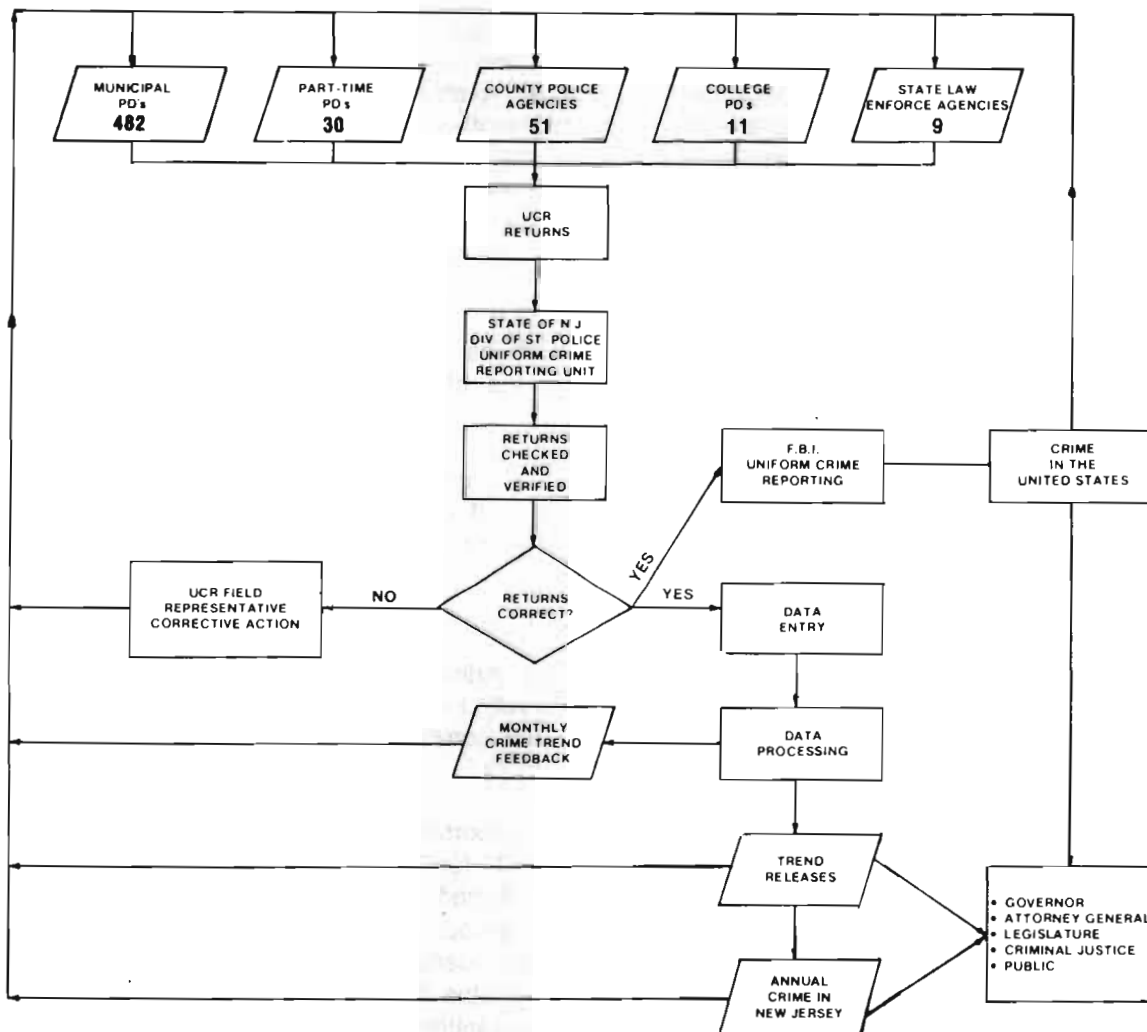 MUNICIPAL
PD's
482
PART-TIME
PD's
30
COUNTY POLICE
AGENCIES
51
COLLEGE
PD's
11
STATE LAW
ENFORCE AGENCIES
9
UCR
RETURNS
STATE OF N J
DIV OF ST POLICE
UNIFORM CRIME
REPORTING UNIT
RETURNS
CHECKED
AND
VERIFIED
F.B.I.
UNIFORM CRIME
REPORTING
CRIME
IN THE
UNITED STATES
RETURNS
CORRECT?
YES
YES
NO
UCR FIELD
REPRESENTATIVE
CORRECTIVE ACTION
DATA
ENTRY
DATA
PROCESSING
MONTHLY
CRIME TREND
FEEDBACK
TREND
RELEASES
ANNUAL
CRIME IN
NEW JERSEY
• GOVERNOR
• ATTORNEY GENERAL
• LEGISLATURE
• CRIMINAL JUSTICE
• PUBLIC